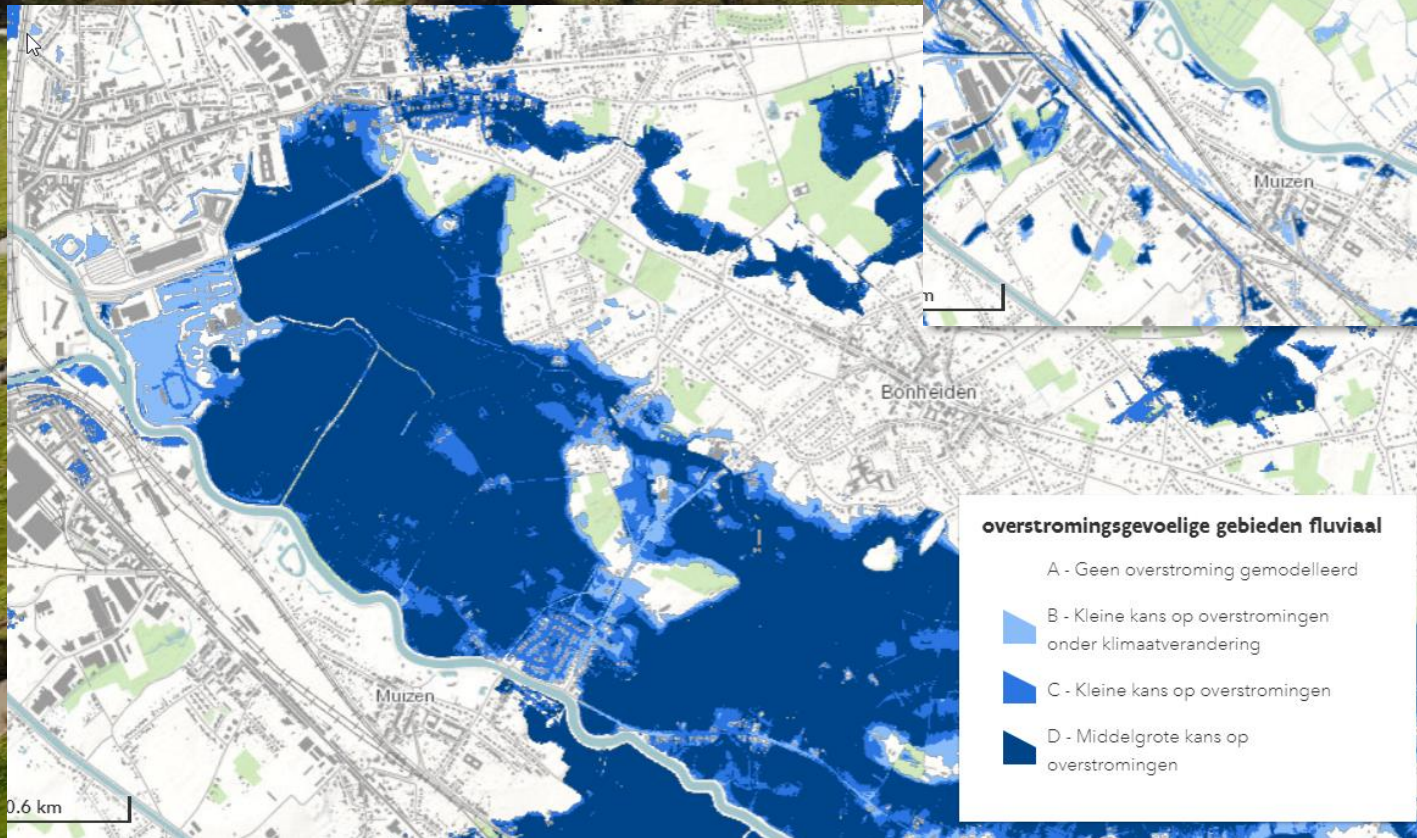 Muizen
m
Bonheiden
overstromingsgevoelige gebieden fluviaal
A - Geen overstroming gemodelleerd
B - Kleine kans op overstromingen
onder klimaatverandering
C - Kleine kans op overstromingen
D - Middelgrote kans op
overstromingen
Muizen
0.6 km